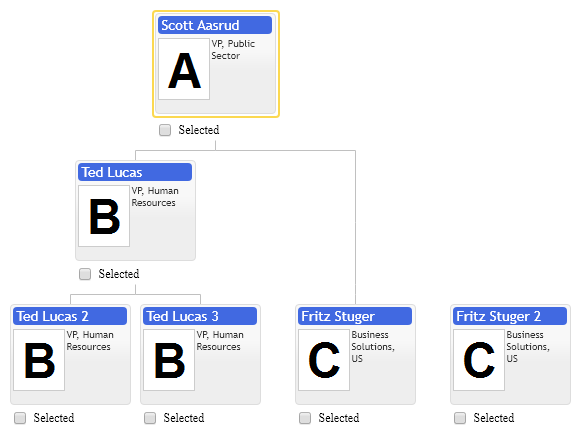 Scott Aasrud
A
VP, Public
Sector
Selected
Ted Lucas
B
VP, Human
Resources
Selected
Ted Lucas 2
B
VP, Human
Resources
Selected
Ted Lucas 3
B
VP, Human
Resources
Selected
Fritz Stuger
C
Business
Solutions,
US
Selected
Fritz Stuger 2
C
Business
Solutions,
US
Selected